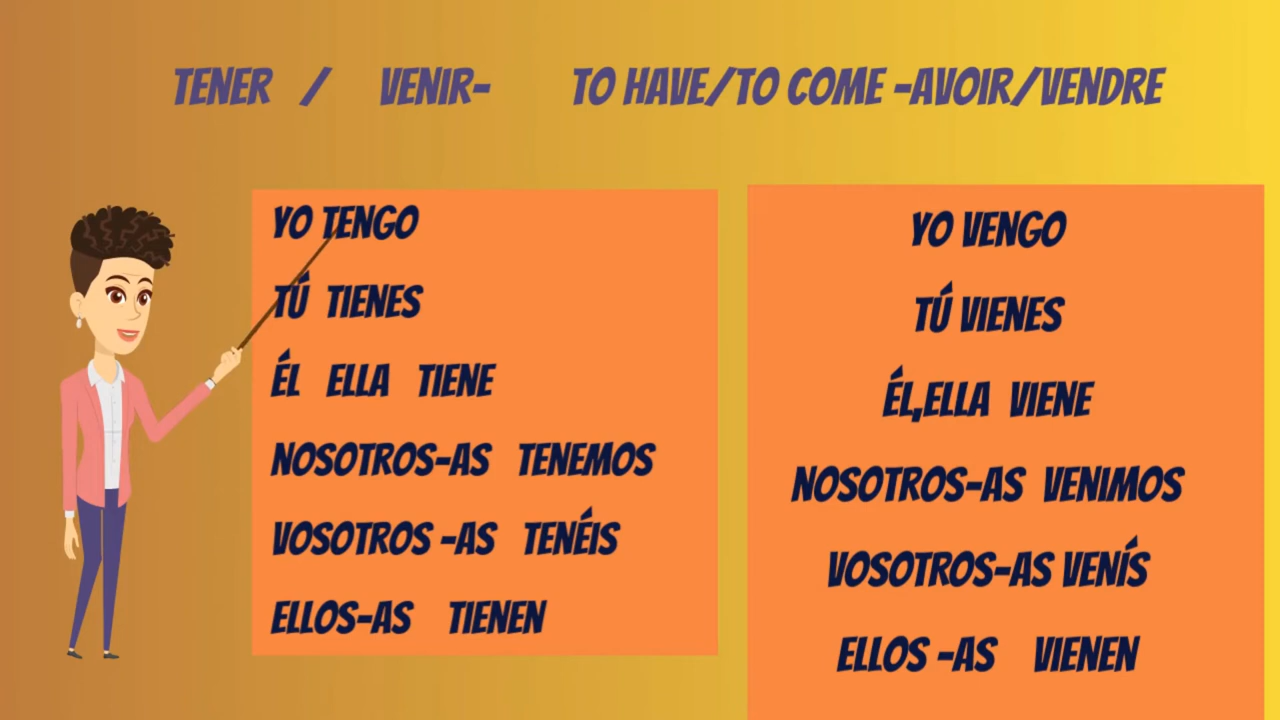 TENER / VENIR- TO HAVE/TO COME -AVOIR/VENDRE
YO TENGO
TÚ TIENES
ÉL ELLA TIENE
NOSOTROS-AS TENEMOS
VOSOTROS -AS TENÉIS
ELLOS-AS TIENEN
YO VENGO
TÚ VIENES
ÉL,ELLA VIENE
NOSOTROS-AS VENIMOS
VOSOTROS-AS VENÍS
ELLOS -AS VIENEN